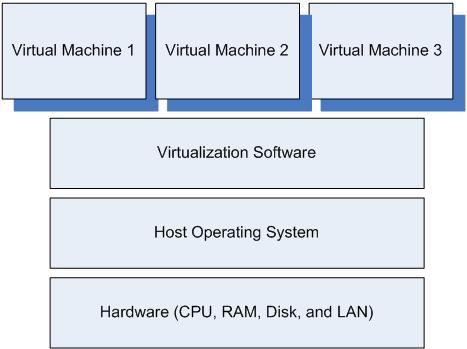 Virtual Machine 1
Virtual Machine 2
Virtual Machine 3
Virtualization Software
Host Operating System
Hardware (CPU, RAM, Disk, and LAN)